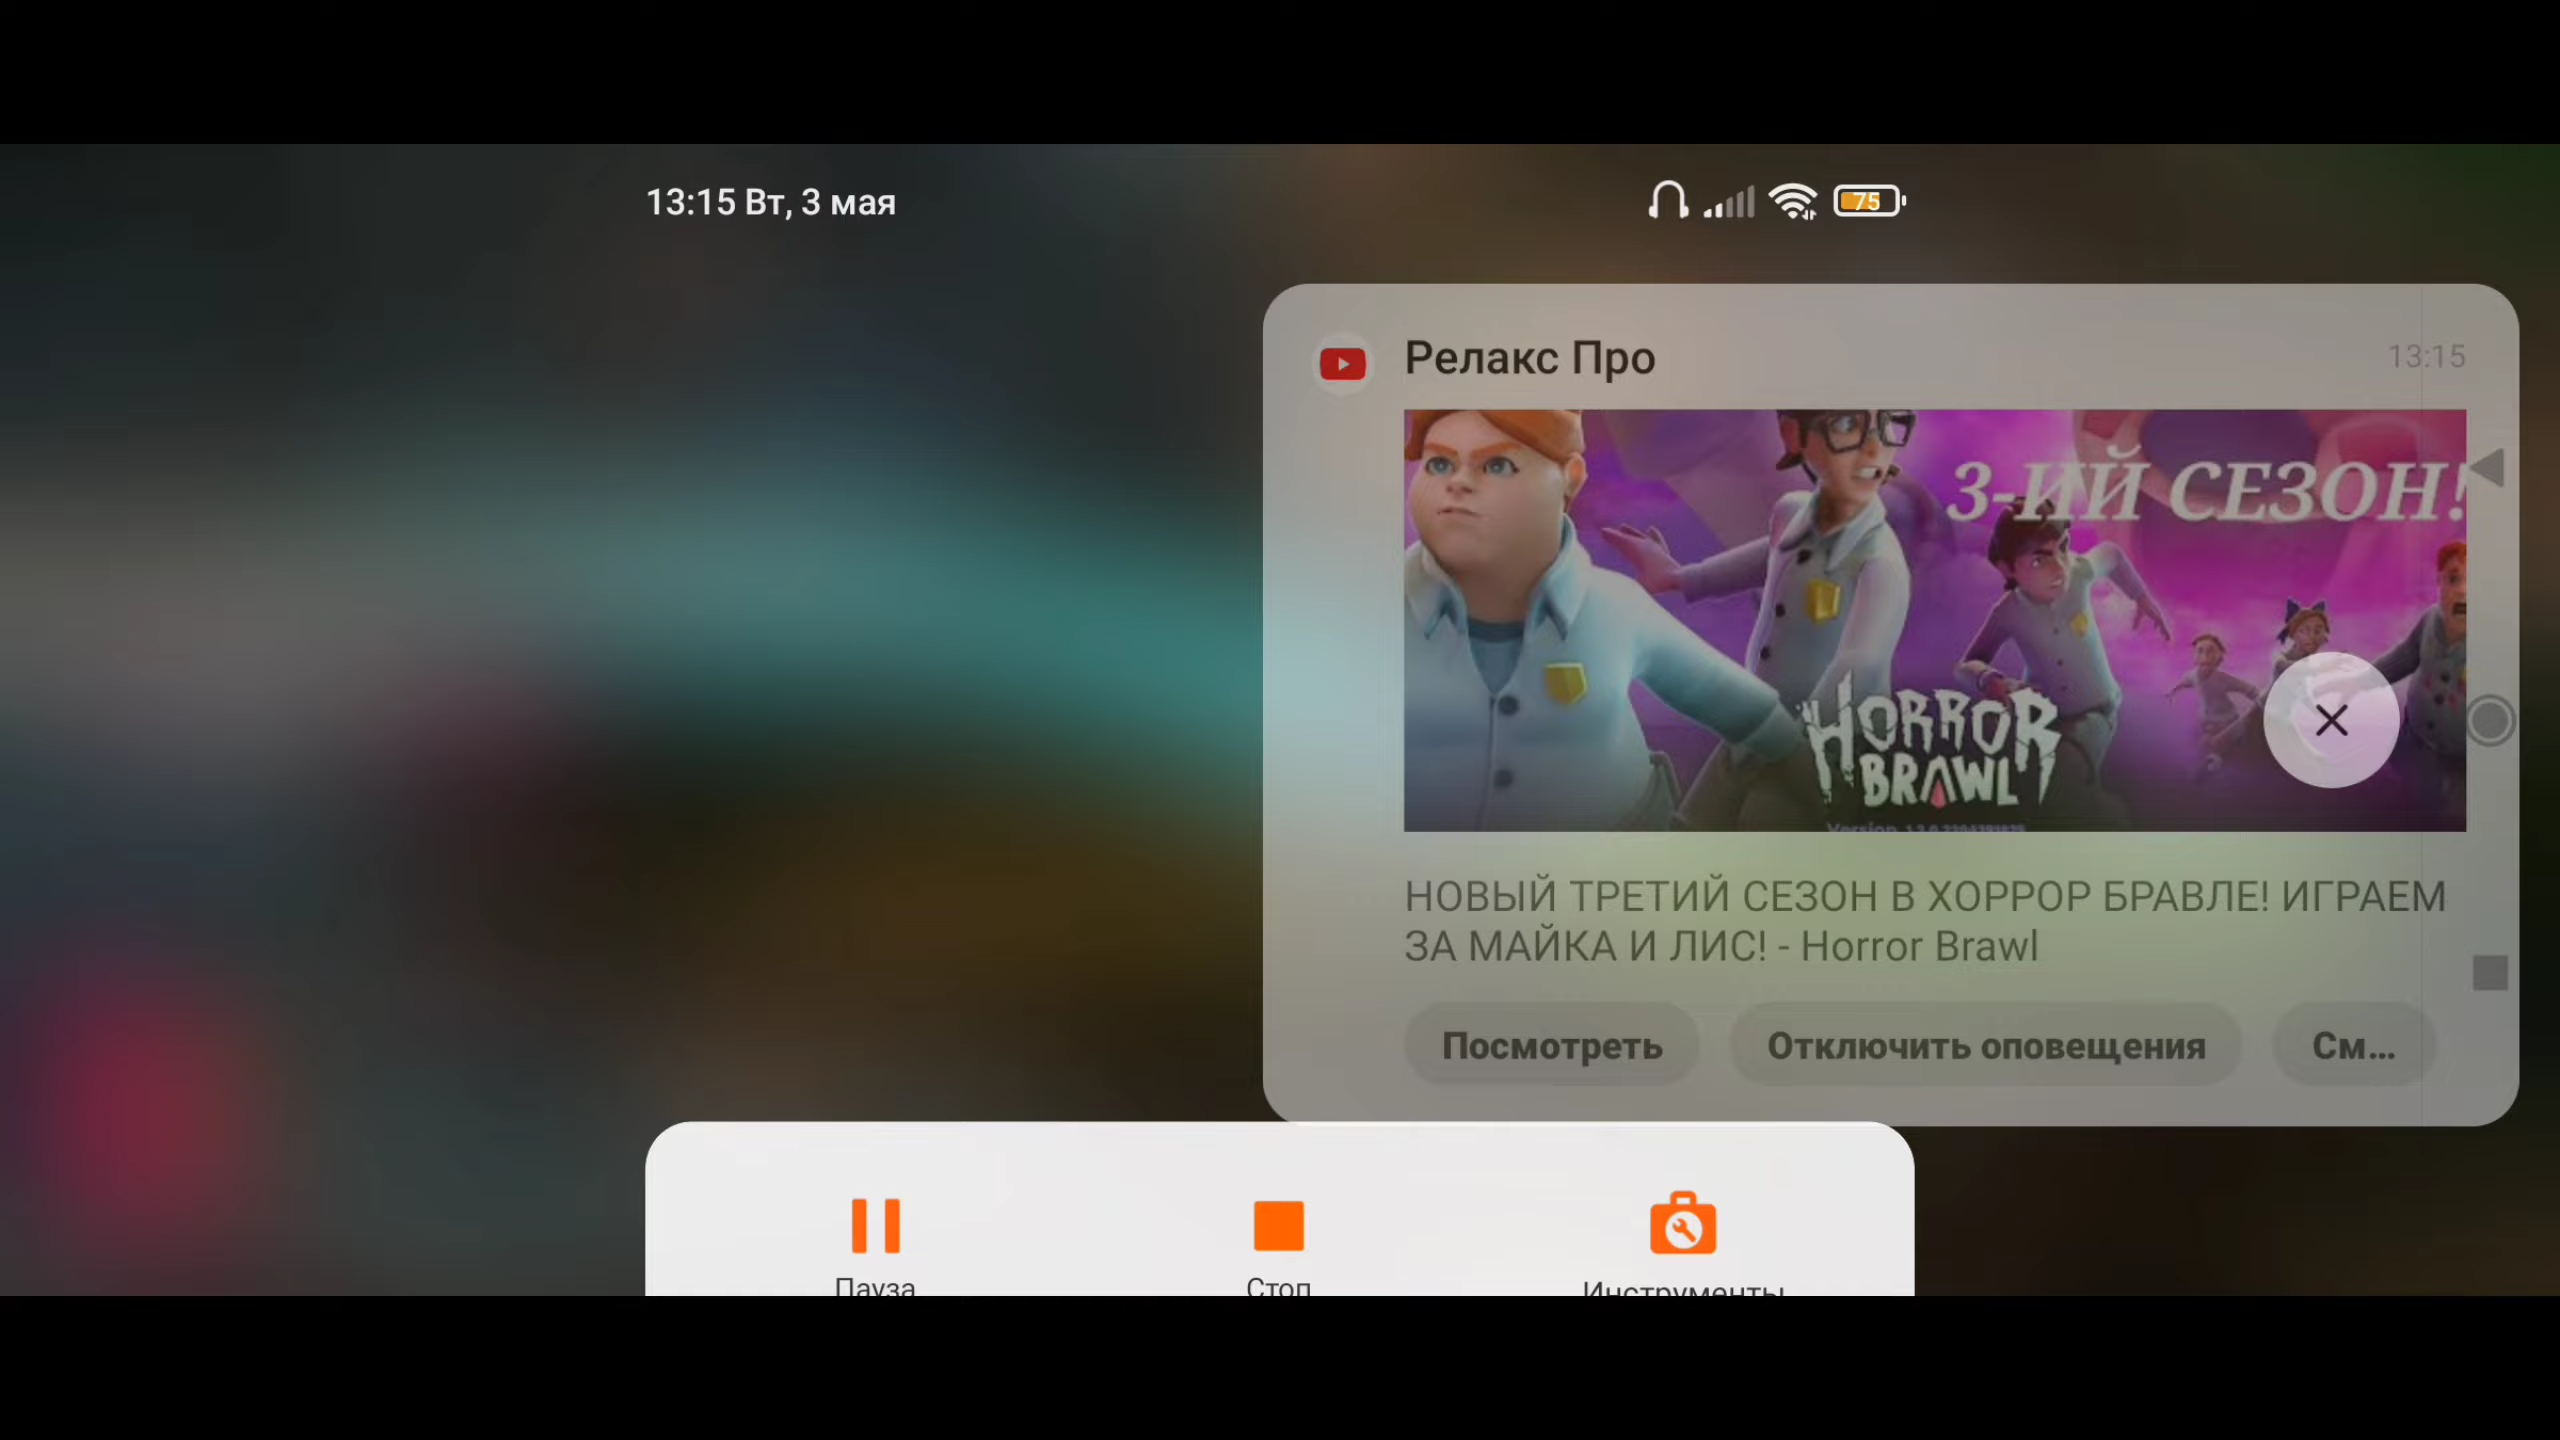 13:15 Вт, 3 мая
75
Релакс Про
13:15
3-ИЙ СЕЗОН!
HORROR
BRAWL
НОВЫЙ ТРЕТИЙ СЕЗОН В ХОРРОР БРАВЛЕ! ИГРАЕМ
ЗА МАЙКА И ЛИС! - Horror Brawl
Посмотреть
Отключить оповещения
См...
Пауза
Стоп
Инструменты